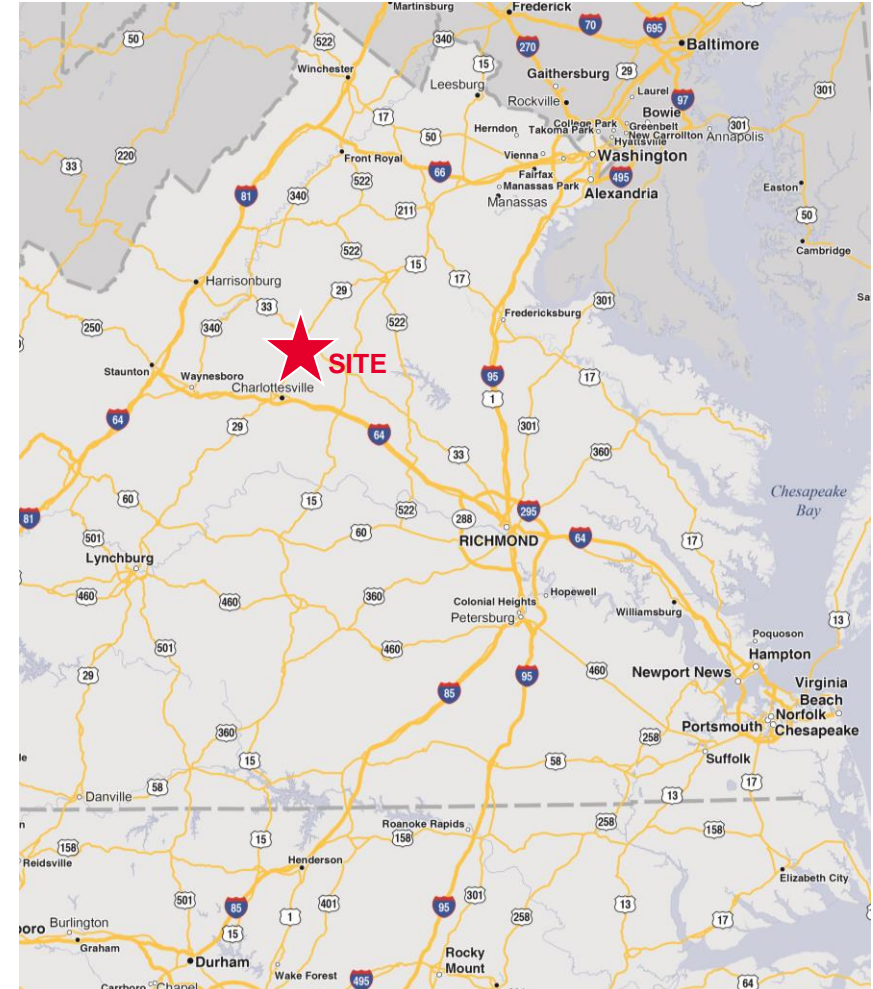 Martinsburg
Frederick
50
522
340
70
695
270
Baltimore
Winchester
15
Gaithersburg
29
Leesburg
Laurel
301
Rockville
97
17
Bowie
College Park
Greenbelt
301
Herndon
Takoma Park
New Carrollton
Annapolis
50
Hyattsville
220
Front Royal
Vienna
Washington
33
66
Fairfax
495
522
Manassas Park
Alexandria
Easton
81
340
Manassas
211
50
522
Cambridge
15
17
Harrisonburg
29
301
Sa
33
Fredericksburg
250
340
522
SITE
Staunton
Waynesboro
95
17
Charlottesville
1
64
29
64
301
33
360
60
15
Chesapeake
Bay
81
522
288
295
501
60
RICHMOND
64
17
Lynchburg
460
460
360
Hopewell
Colonial Heights
Williamsburg
Petersburg
13
Poquoson
501
460
Hampton
460
29
95
Newport News
Virginia
Beach
85
Norfolk
360
Portsmouth
Chesapeake
258
15
58
Suffolk
le
58
17
Danville
13
n
Roanoke Rapids
258
15
158
158
158
Reidsville
Henderson
Elizabeth City
501
85
401
95
301
13
1
258
17
oro
Burlington
15
Graham
Rocky
Mount
Durham
Wake Forest
495
64
Carrboro
Chapel